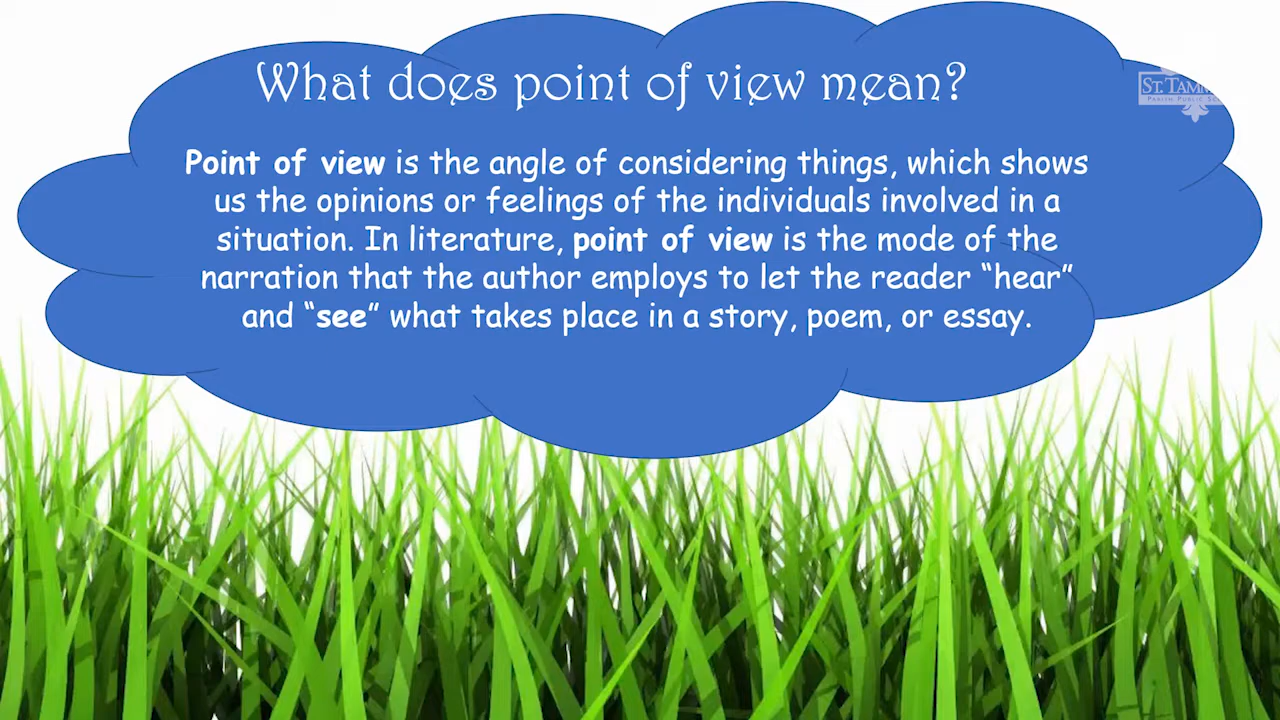 What does point of view mean?
Point of view is the angle of considering things, which shows
us the opinions or feelings of the individuals involved in a
situation. In literature, point of view is the mode of the
narration that the author employs to let the reader “hear”
and “see” what takes place in a story, poem, or essay.
ST.
PARISH PUBLIC